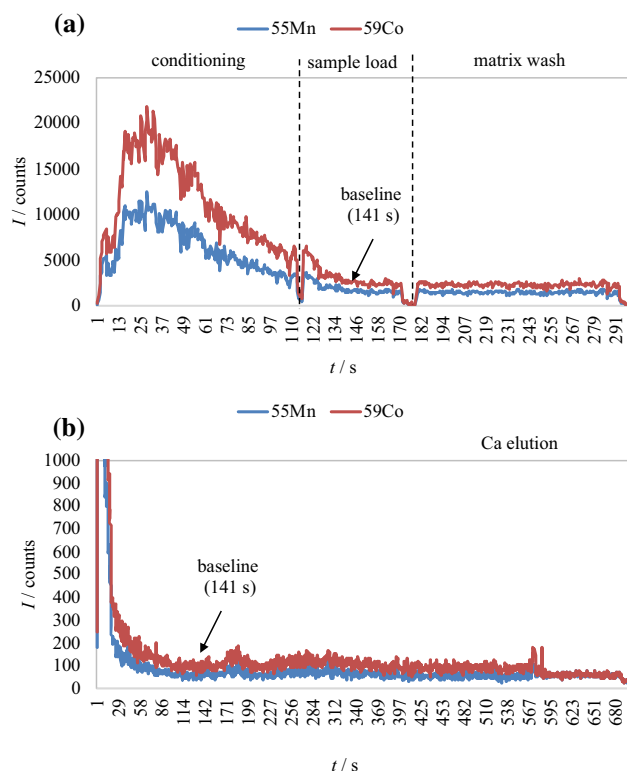 (a)
55Mn 59Co
conditioning sample load matrix wash
25000
20000
15000
10000
5000
0
I / counts
baseline
(141 s)
1 13 25 37 49 61 73 85 97 110 122 134 146 158 170 182 194 207 219 231 243 255 267 279 291
t / s
(b)
55Mn 59Co
Ca elution
1000
900
800
700
600
500
400
300
200
100
0
I / counts
baseline
(141 s)
1 29 58 86 114 142 171 199 227 256 284 312 340 369 397 425 453 482 510 538 567 595 623 651 680
t / s